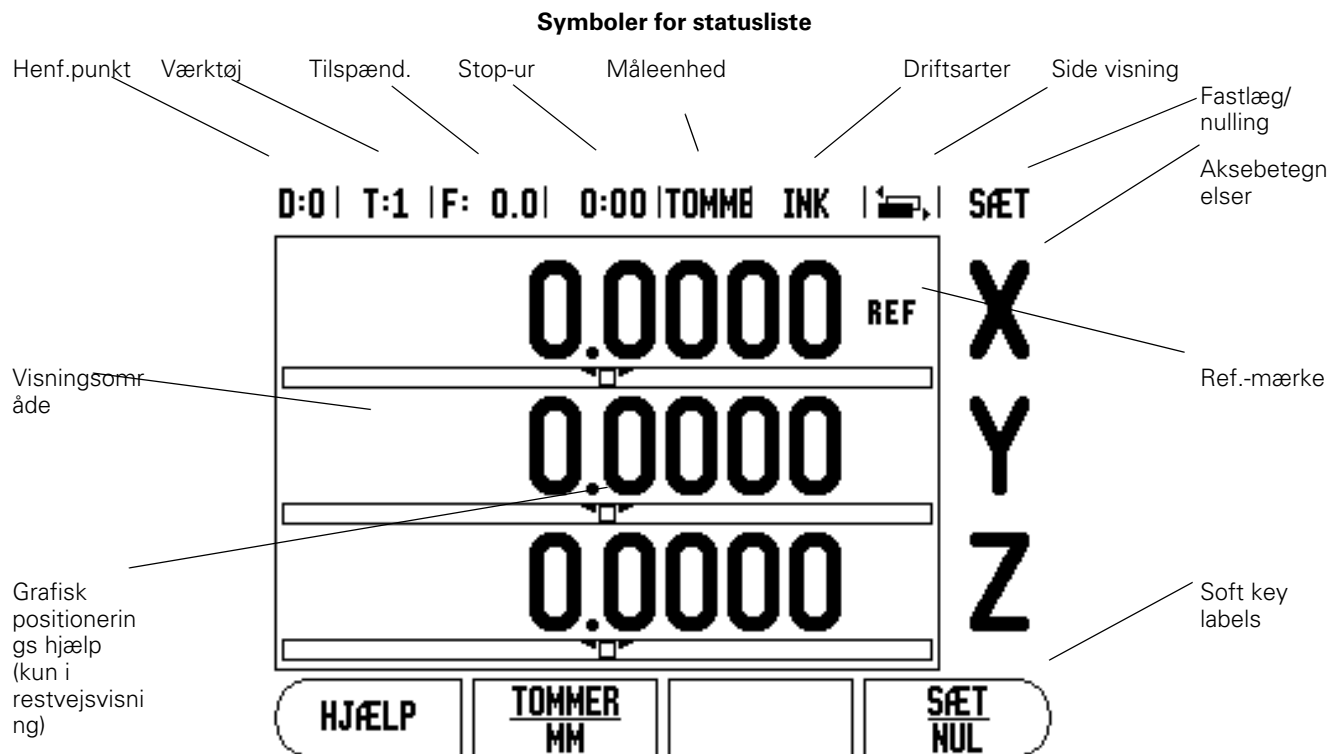 Symboler for statusliste
Henf.punkt Værktøj Tilspænd. Stop-ur Måleenhed Driftsarter Side visning
Fastlæg/
nulling
Aksebetegn
elser
D:0 T:1 F: 0.0 0:00 TOMME INK SÆT
0.0000 REF X
Visningsomr
åde
Ref.-mærke
0.0000 Y
0.0000 Z
Grafisk
positionerin
gs hjælp
(kun i
restvejsvisni
ng)
Soft key
labels
HJÆLP
TOMMER
MM
SÆT
NUL